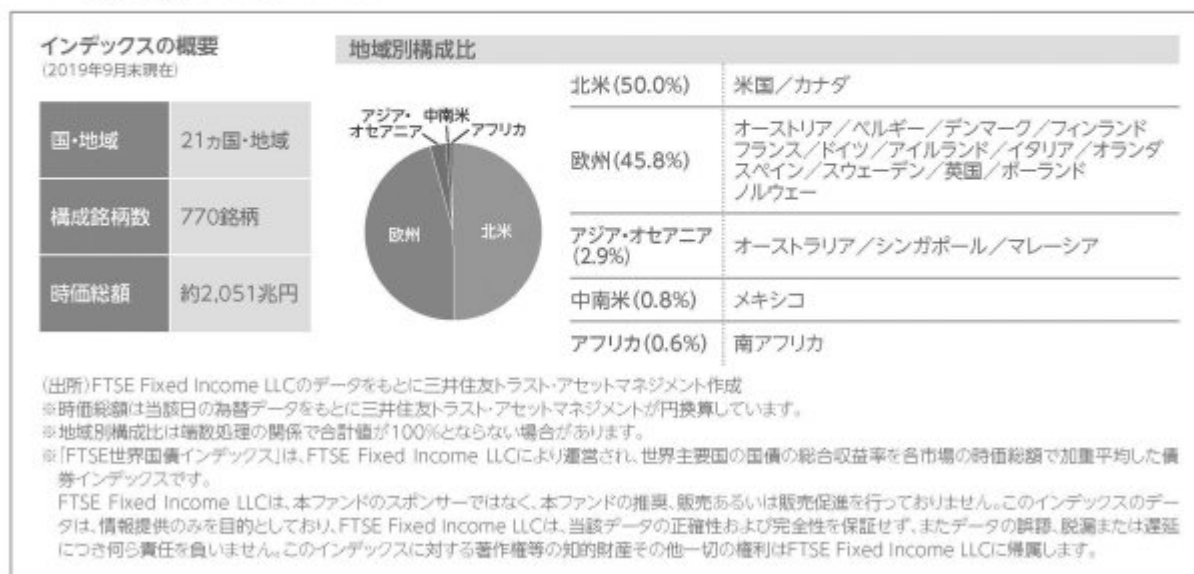 インデックスの概要
(2019年9月末現在)
国・地域 21ヵ国・地域
構成銘柄数 770銘柄
時価総額 約2,051兆円
地域別構成比
アジア・オセアニア
中南米
アフリカ
欧州
北米
北米(50.0%) 米国／カナダ
欧州(45.8%)
オーストリア／ベルギー／デンマーク／フィンランド
フランス／ドイツ／アイルランド／イタリア／オランダ
スペイン／スウェーデン／英国／ポーランド
ノルウェー
アジア・オセアニア
(2.9%)
オーストラリア／シンガポール／マレーシア
中南米(0.8%) メキシコ
アフリカ(0.6%) 南アフリカ
(出所)FTSE Fixed Income LLCのデータをもとに三井住友トラスト・アセットマネジメント作成
※時価総額は当該日の為替データをもとに三井住友トラスト・アセットマネジメントが円換算しています。
※地域別構成比は端数処理の関係で合計値が100%とならない場合があります。
※「FTSE世界国債インデックス」は、FTSE Fixed Income LLCにより運営され、世界主要国の国債の総合収益率を各市場の時価総額で加重平均した債
券インデックスです。
FTSE Fixed Income LLCは、本ファンドのスポンサーではなく、本ファンドの推奨、販売あるいは販売促進を行っておりません。このインデックスのデー
タは、情報提供のみを目的としており、FTSE Fixed Income LLCは、当該データの正確性および完全性を保証せず、またデータの誤謬、脱漏または遅延
につき何ら責任を負いません。このインデックスに対する著作権等の知的財産その他一切の権利はFTSE Fixed Income LLCに帰属します。